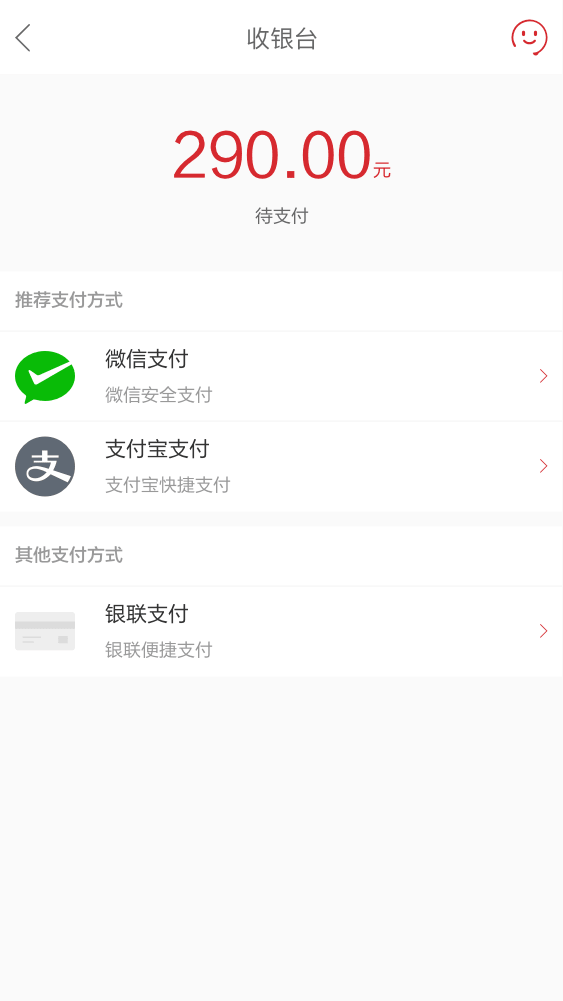 收银台
290.00元
待支付
推荐支付方式
微信支付
微信安全支付
支付宝支付
支付宝快捷支付
其他支付方式
银联支付
银联便捷支付